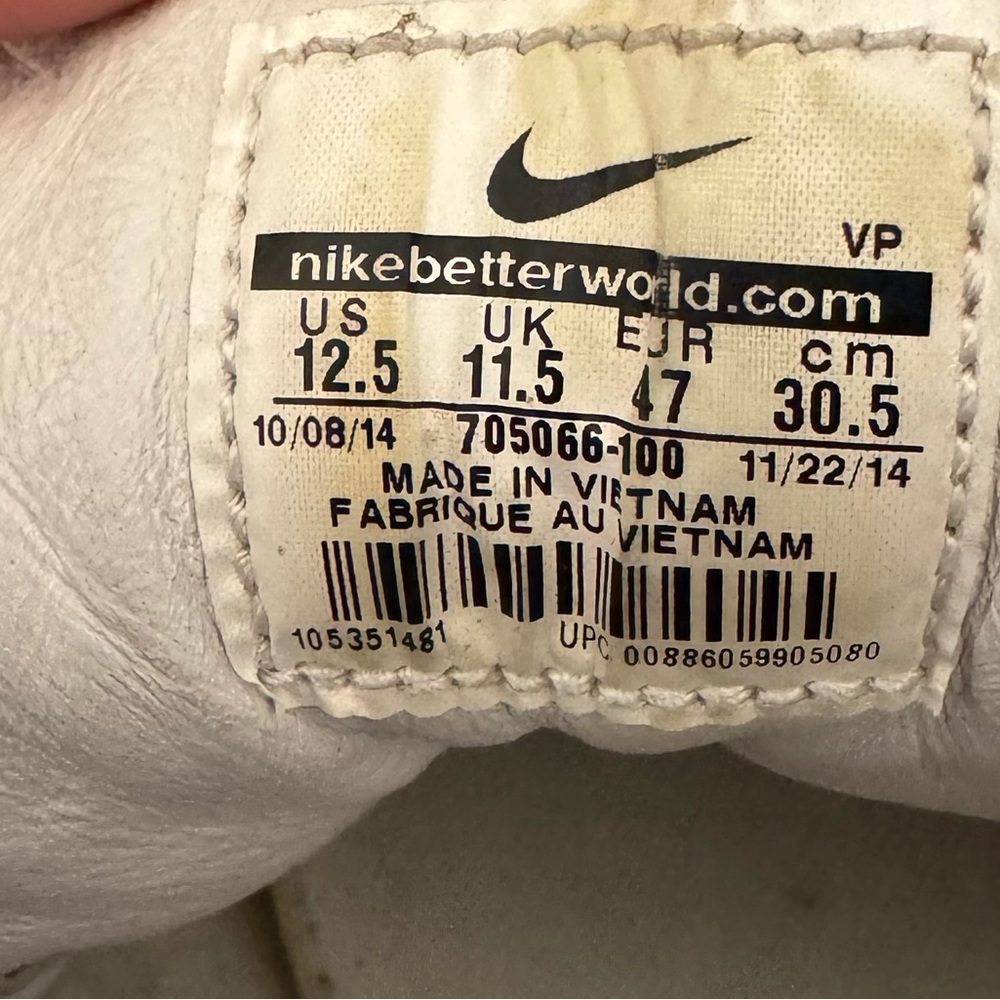 VP
nikebetterworld.com
US UK EUR cm
12.5 11.5 47 30.5
10/08/14 705066-100 11/22/14
MADE IN VIETNAM
FABRIQUE AU VIETNAM
105351481 UPC 00886059905080